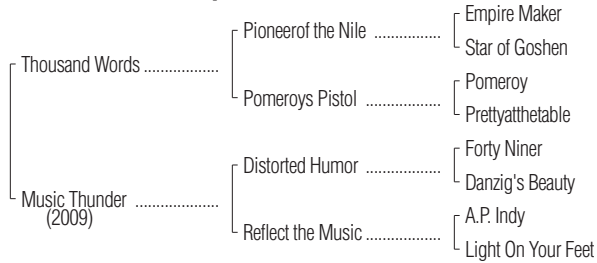 Empire Maker
Pioneerof the Nile ................
Star of Goshen
Thousand Words ..................
Pomeroy
Pomeroys Pistol ..................
Prettyatthetable
Forty Niner
Distorted Humor ..................
Danzig's Beauty
Music Thunder ....................
(2009)
A.P. Indy
Reflect the Music..................
Light On Your Feet